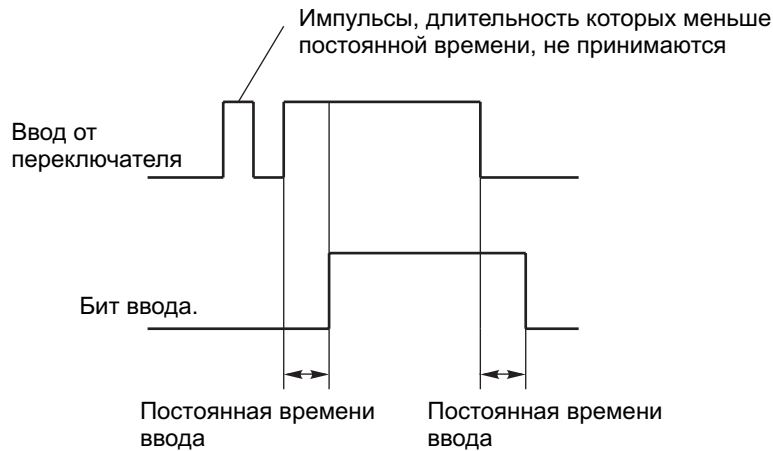 Импульсы, длительность которых меньше
постоянной времени, не принимаются
Ввод от
переключателя
Бит ввода.
Постоянная времени
ввода
Постоянная времени
ввода